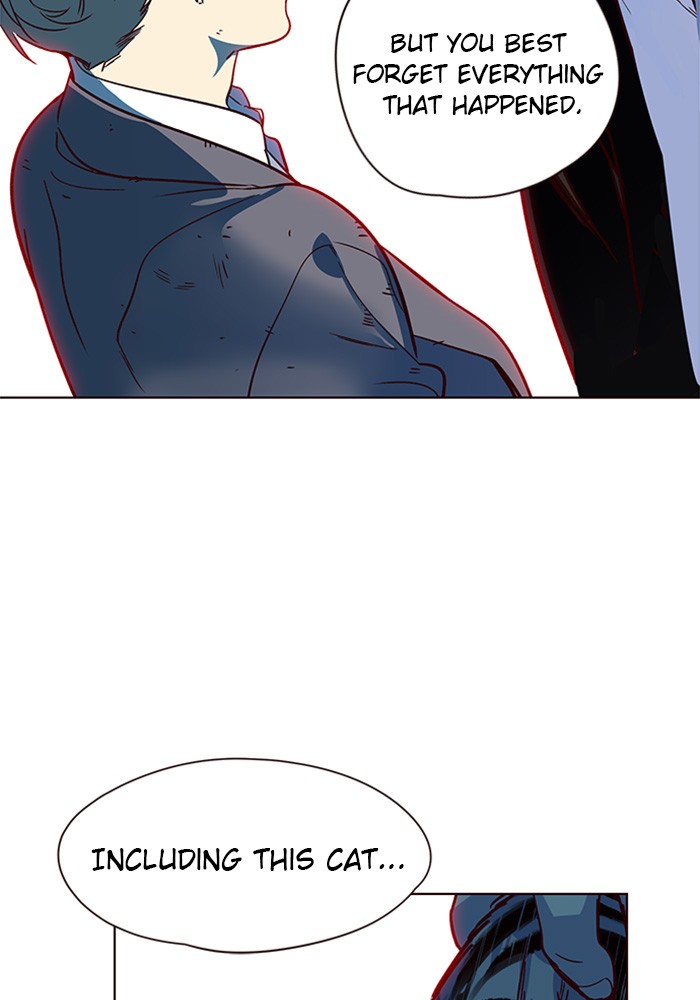 BUT YOU BEST
FORGET EVERYTHING
THAT HAPPENED.
INCLUDING THIS CAT...